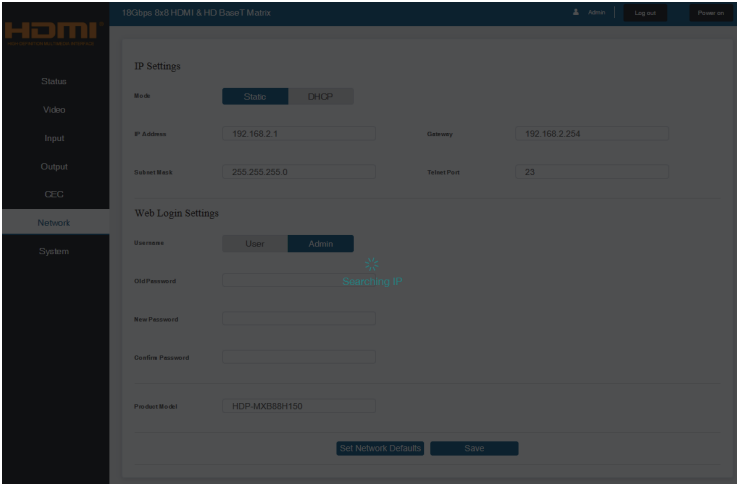 18Gbps 8x8 HDMI & HD BaseT Matrix
Admin
Log out
Power on
HDMI
Status
Video
Input
Output
CEC
Network
System
IP Settings
Mode
Static
DHCP
IP Address
192.168.2.1
Gateway
192.168.2.254
Subnet Mask
255.255.255.0
Telnet Port
23
Web Login Settings
Username
User
Admin
Searching IP
Old Password
New Password
Confirm Password
Product Model
HDP-MXB88H150
Set Network Defaults
Save